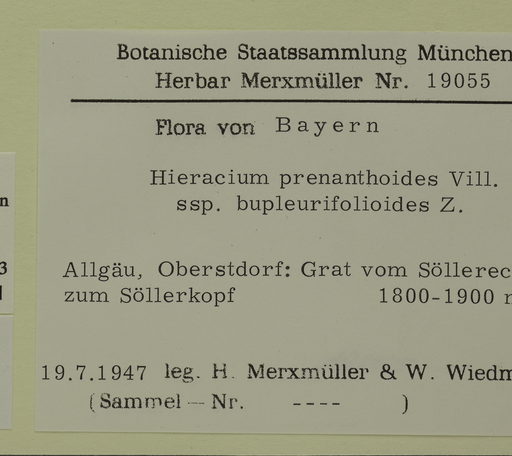 Botanische Staatssammlung München
Herbar Merxmüller Nr. 19055
Flora von Bayern
Hieracium prenanthoides Vill.
ssp. bupleurifolioides Z.
Allgäu, Oberstdorf: Grat vom Söllerec
zum Söllerkopf 1800-1900
19.7.1947 leg. H. Merxmüller & W. Wiedm
(Sammel — Nr. ---- )